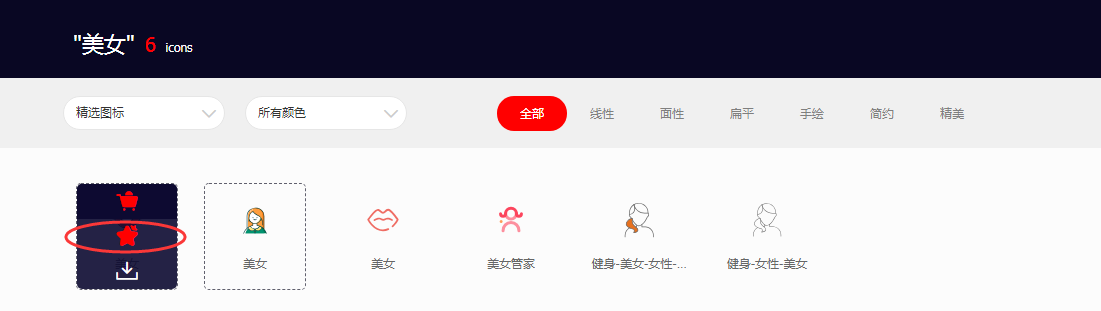 "美女" 6 icons
精选图标 所有颜色 全部 线性 面性 扁平 手绘 简约 精美
美女 美女 美女 美女管家 健身-美女-女性-... 健身-女性-美女